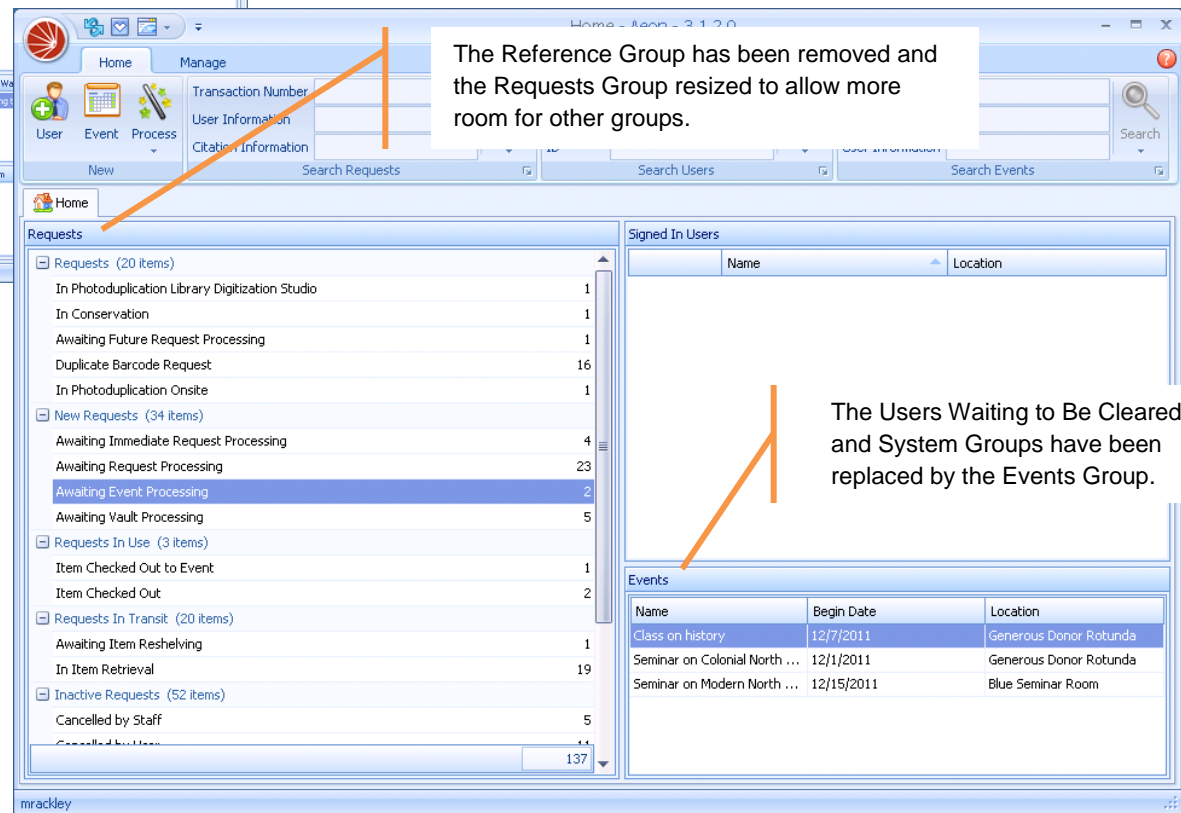 Home - Aeon - 3.1.2.0
The Reference Group has been removed and
the Requests Group resized to allow more
room for other groups.
Home Manage
User Event Process
New
Transaction Number
User Information
Citation Information
Search Requests
ID
Search Users
User Information
Search Events
Search
Home
Requests
Requests (20 items)
In Photoduplication Library Digitization Studio 1
In Conservation 1
Awaiting Future Request Processing 1
Duplicate Barcode Request 16
In Photoduplication Onsite 1
New Requests (34 items)
Awaiting Immediate Request Processing 4
Awaiting Request Processing 23
Awaiting Event Processing 2
Awaiting Vault Processing 5
Requests In Use (3 items)
Item Checked Out to Event 1
Item Checked Out 2
Requests In Transit (20 items)
Awaiting Item Reshelving 1
In Item Retrieval 19
Inactive Requests (52 items)
Cancelled by Staff 5
Cancelled by User 11
137
Signed In Users
Name Location
The Users Waiting to Be Cleared
and System Groups have been
replaced by the Events Group.
Events
Name Begin Date Location
Class on history 12/7/2011 Generous Donor Rotunda
Seminar on Colonial North ... 12/1/2011 Generous Donor Rotunda
Seminar on Modern North ... 12/15/2011 Blue Seminar Room
mrackley